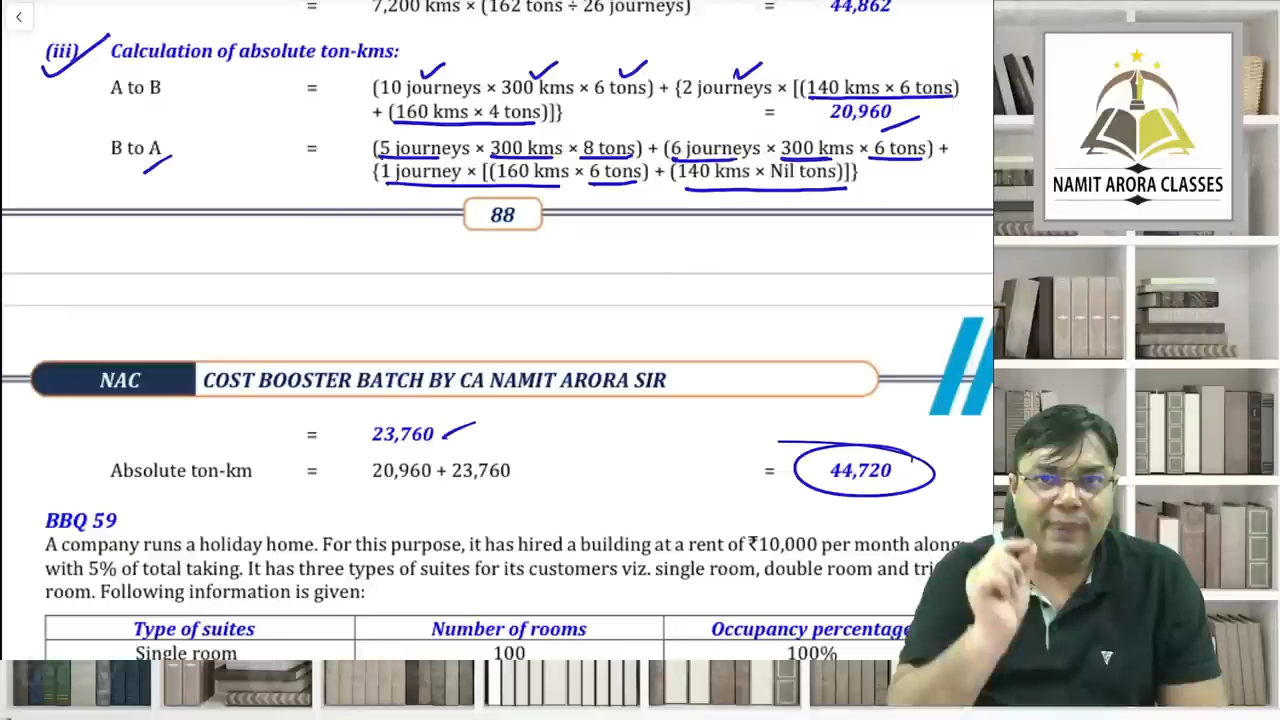 = 7,200 kms × (162 tons ÷ 26 journeys) = 44,862
(iii) Calculation of absolute ton-kms:
A to B = (10 journeys × 300 kms × 6 tons) + {2 journeys × [(140 kms × 6 tons)
+ (160 kms × 4 tons)]} = 20,960
B to A = (5 journeys × 300 kms × 8 tons) + (6 journeys × 300 kms × 6 tons) +
{1 journey × [(160 kms × 6 tons) + (140 kms × Nil tons)]}
88
NAC COST BOOSTER BATCH BY CA NAMIT ARORA SIR
= 23,760
Absolute ton-km = 20,960 + 23,760 = 44,720
BBQ 59
A company runs a holiday home. For this purpose, it has hired a building at a rent of ₹10,000 per month along
with 5% of total taking. It has three types of suites for its customers viz. single room, double room and
room. Following information is given:
Type of suites Number of rooms Occupancy percentage
Single room 100 100%
NAMIT ARORA CLASSES